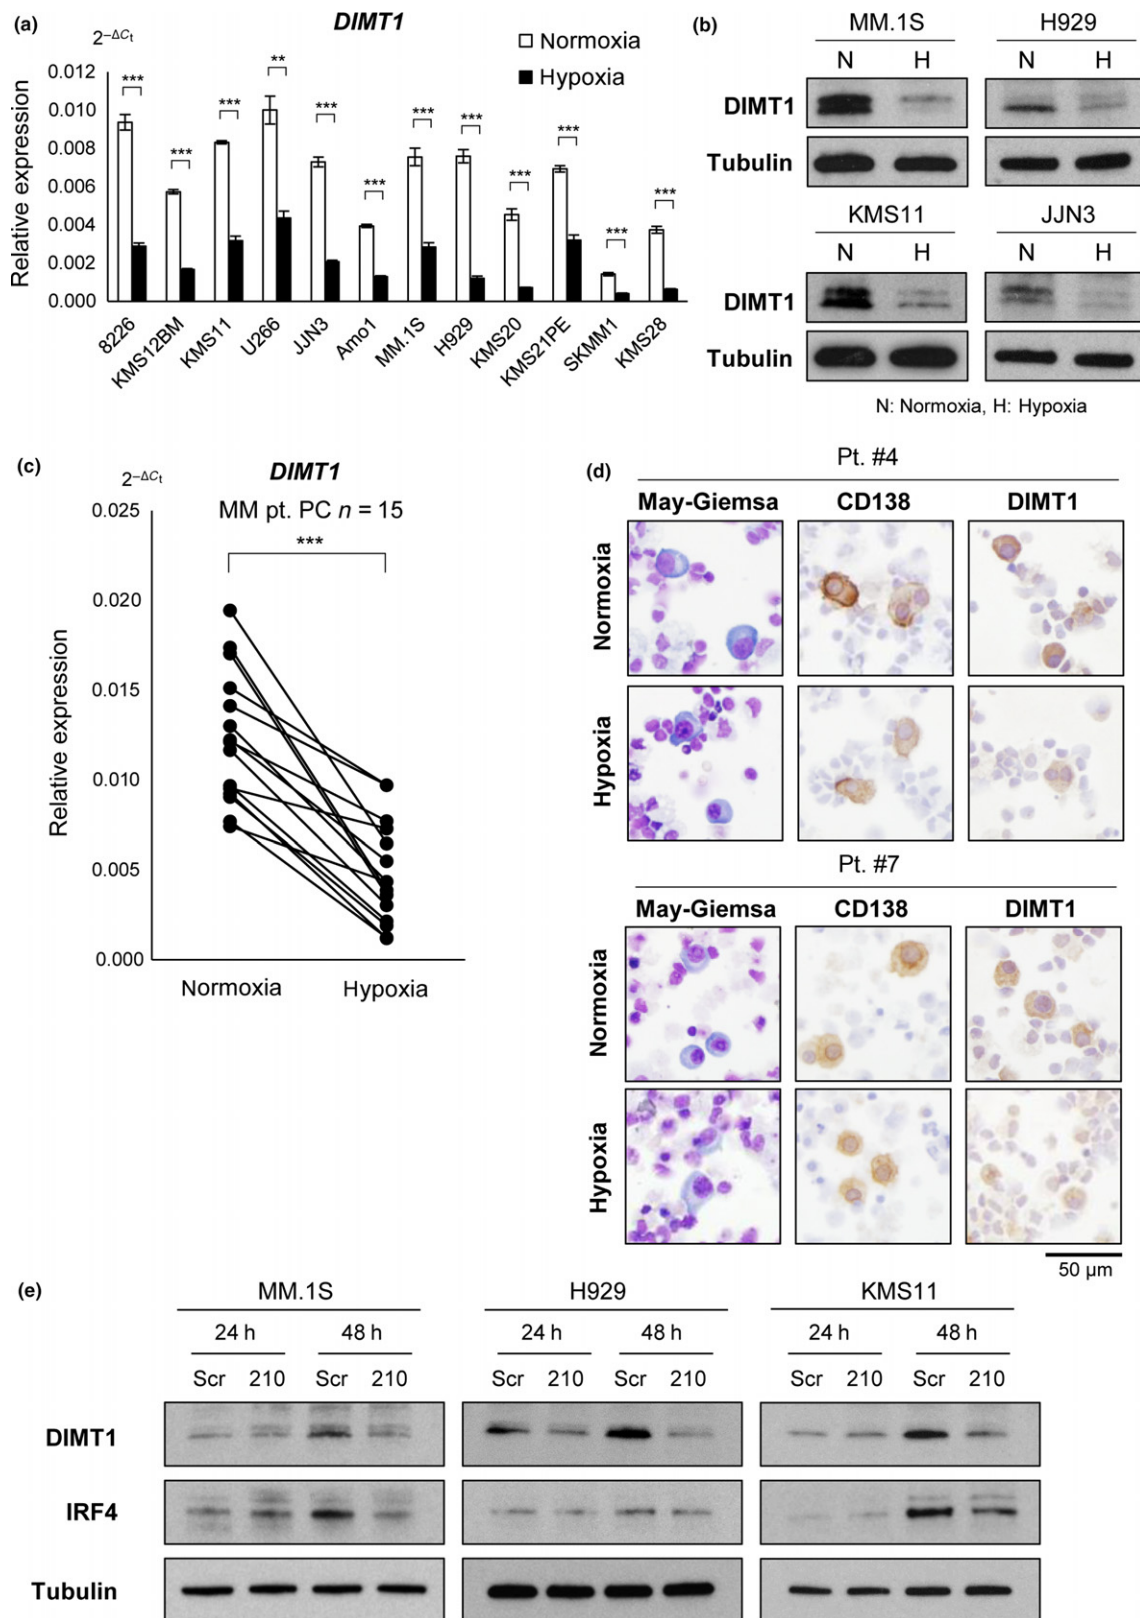 (a)
DIMT1
2−ΔCt
Normoxia
Hypoxia
Relative expression
0.012
0.010
0.008
0.006
0.004
0.002
0.000
*** *** *** ** *** *** *** *** *** *** *** ***
8226 KMS12BM KMS11 U266 JJN3 Amo1 MM.1S H929 KMS20 KMS21PE SKMM1 KMS28
(b)
MM.1S H929
N H N H
DIMT1
Tubulin
KMS11 JJN3
N H N H
DIMT1
Tubulin
N: Normoxia, H: Hypoxia
(c)
DIMT1
2−ΔCt
MM pt. PC n = 15
***
Relative expression
0.025
0.020
0.015
0.010
0.005
0.000
Normoxia Hypoxia
(d)
Pt. #4
May-Giemsa CD138 DIMT1
Normoxia
Hypoxia
Pt. #7
May-Giemsa CD138 DIMT1
Normoxia
Hypoxia
50 μm
(e)
MM.1S H929 KMS11
24 h 48 h 24 h 48 h 24 h 48 h
Scr 210 Scr 210 Scr 210 Scr 210 Scr 210 Scr 210
DIMT1
IRF4
Tubulin